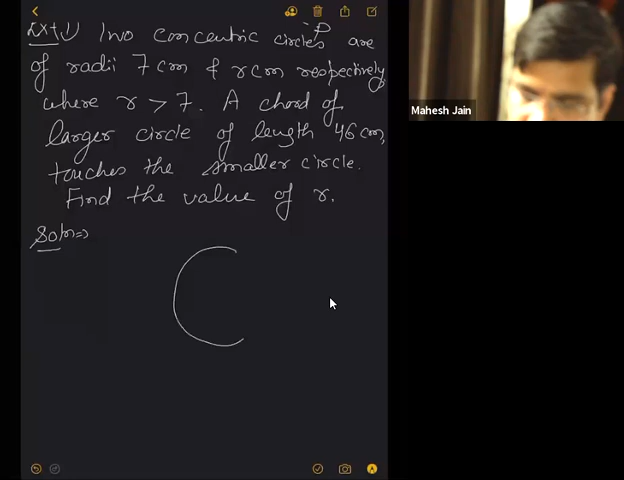 Ex+1) Two concentric circles are
of radii 7 cm & r cm respectively,
where r > 7. A chord of
larger circle of length 46 cm,
touches the smaller circle.
Find the value of r.
Soln=>
Mahesh Jain